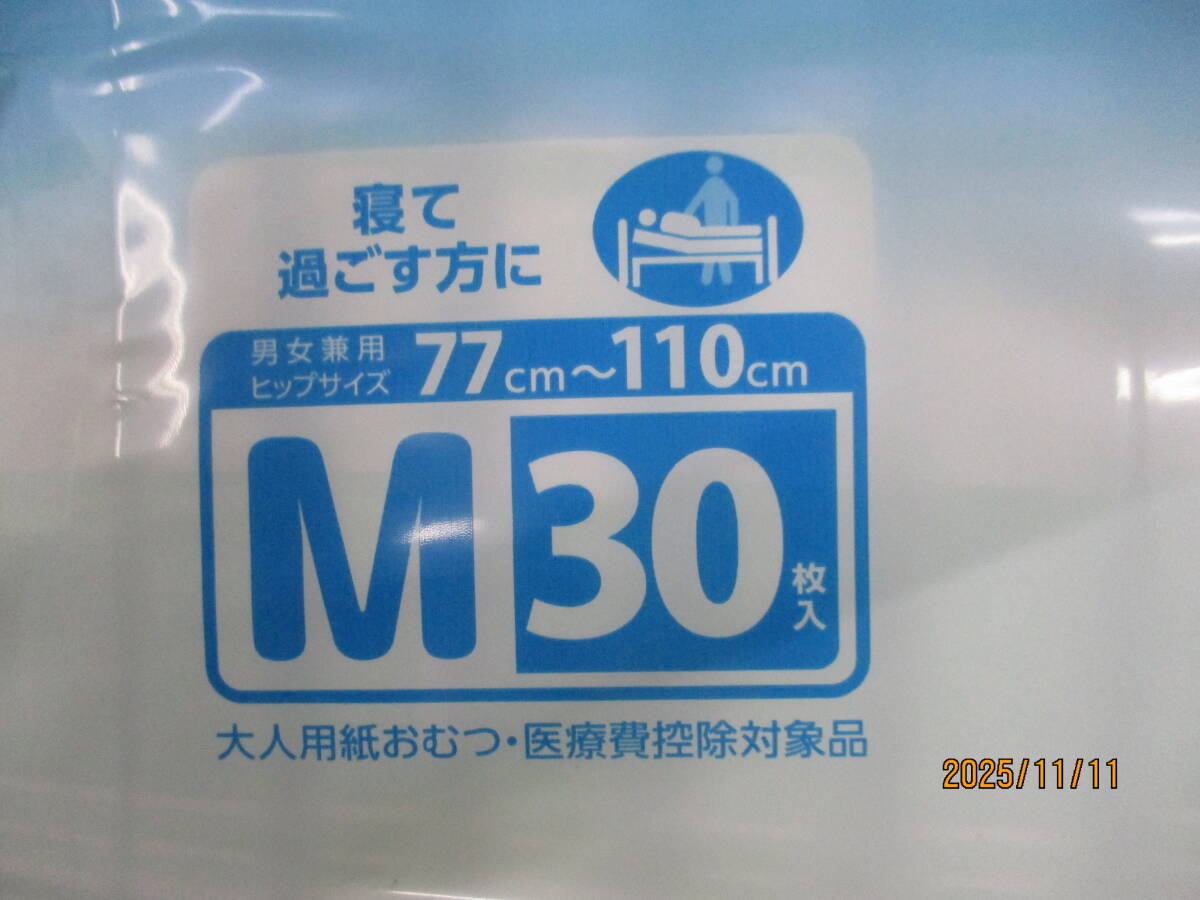 寝て
過ごす方に
男女兼用
ヒップサイズ
77cm～110cm
M
30
枚入
大人用紙おむつ・医療費控除対象品
2025/11/11